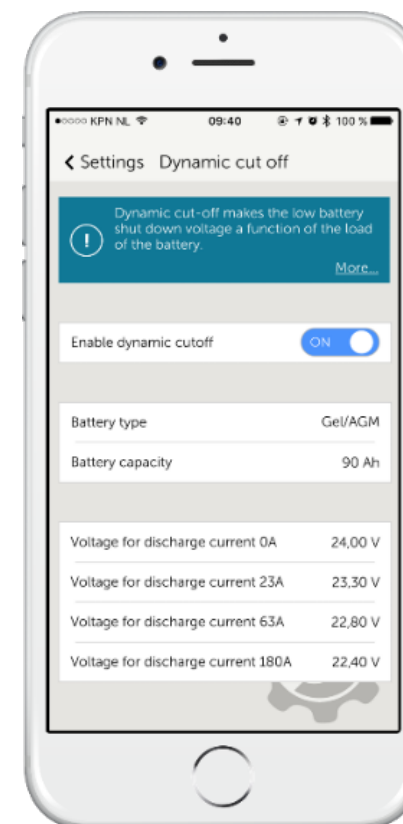 KPN NL 09:40 100 %
Settings Dynamic cut off
Dynamic cut-off makes the low battery
shut down voltage a function of the load
of the battery.
More...
Enable dynamic cutoff ON
Battery type Gel/AGM
Battery capacity 90 Ah
Voltage for discharge current 0A 24,00 V
Voltage for discharge current 23A 23,30 V
Voltage for discharge current 63A 22,80 V
Voltage for discharge current 180A 22,40 V